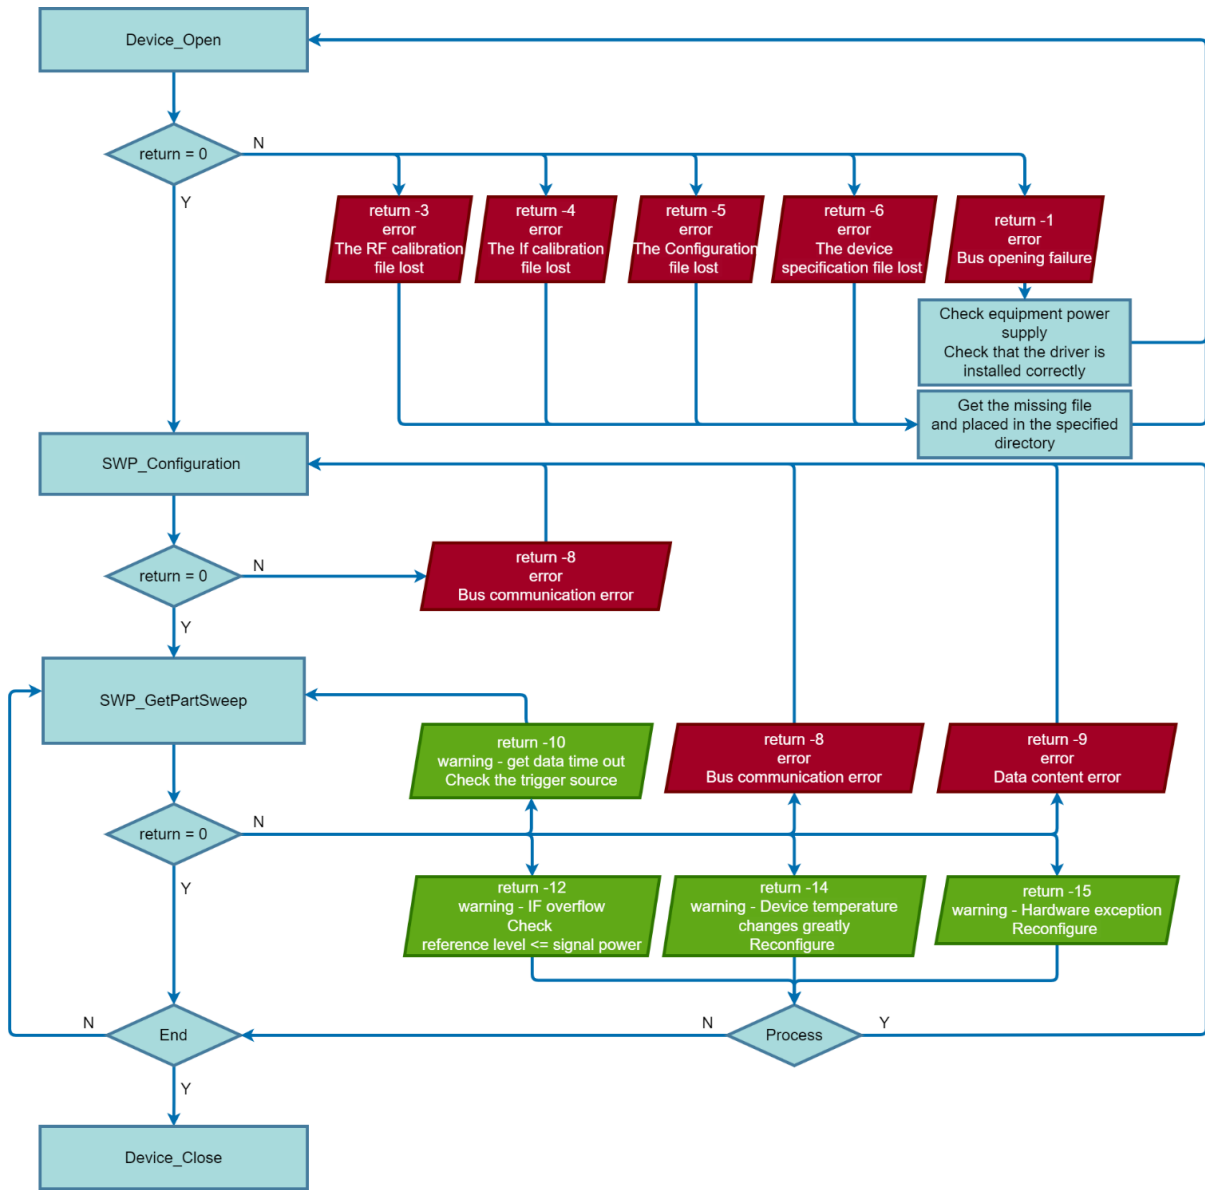 Device_Open
return = 0
N
Y
return -3
error
The RF calibration
file lost
return -4
error
The If calibration
file lost
return -5
error
The Configuration
file lost
return -6
error
The device
specification file lost
return -1
error
Bus opening failure
Check equipment power
supply
Check that the driver is
installed correctly
Get the missing file
and placed in the specified
directory
SWP_Configuration
return = 0
N
Y
return -8
error
Bus communication error
SWP_GetPartSweep
return -10
warning - get data time out
Check the trigger source
return -8
error
Bus communication error
return -9
error
Data content error
return = 0
N
Y
return -12
warning - IF overflow
Check
reference level <= signal power
return -14
warning - Device temperature
changes greatly
Reconfigure
return -15
warning - Hardware exception
Reconfigure
N
End
Y
N
Process
Y
Device_Close